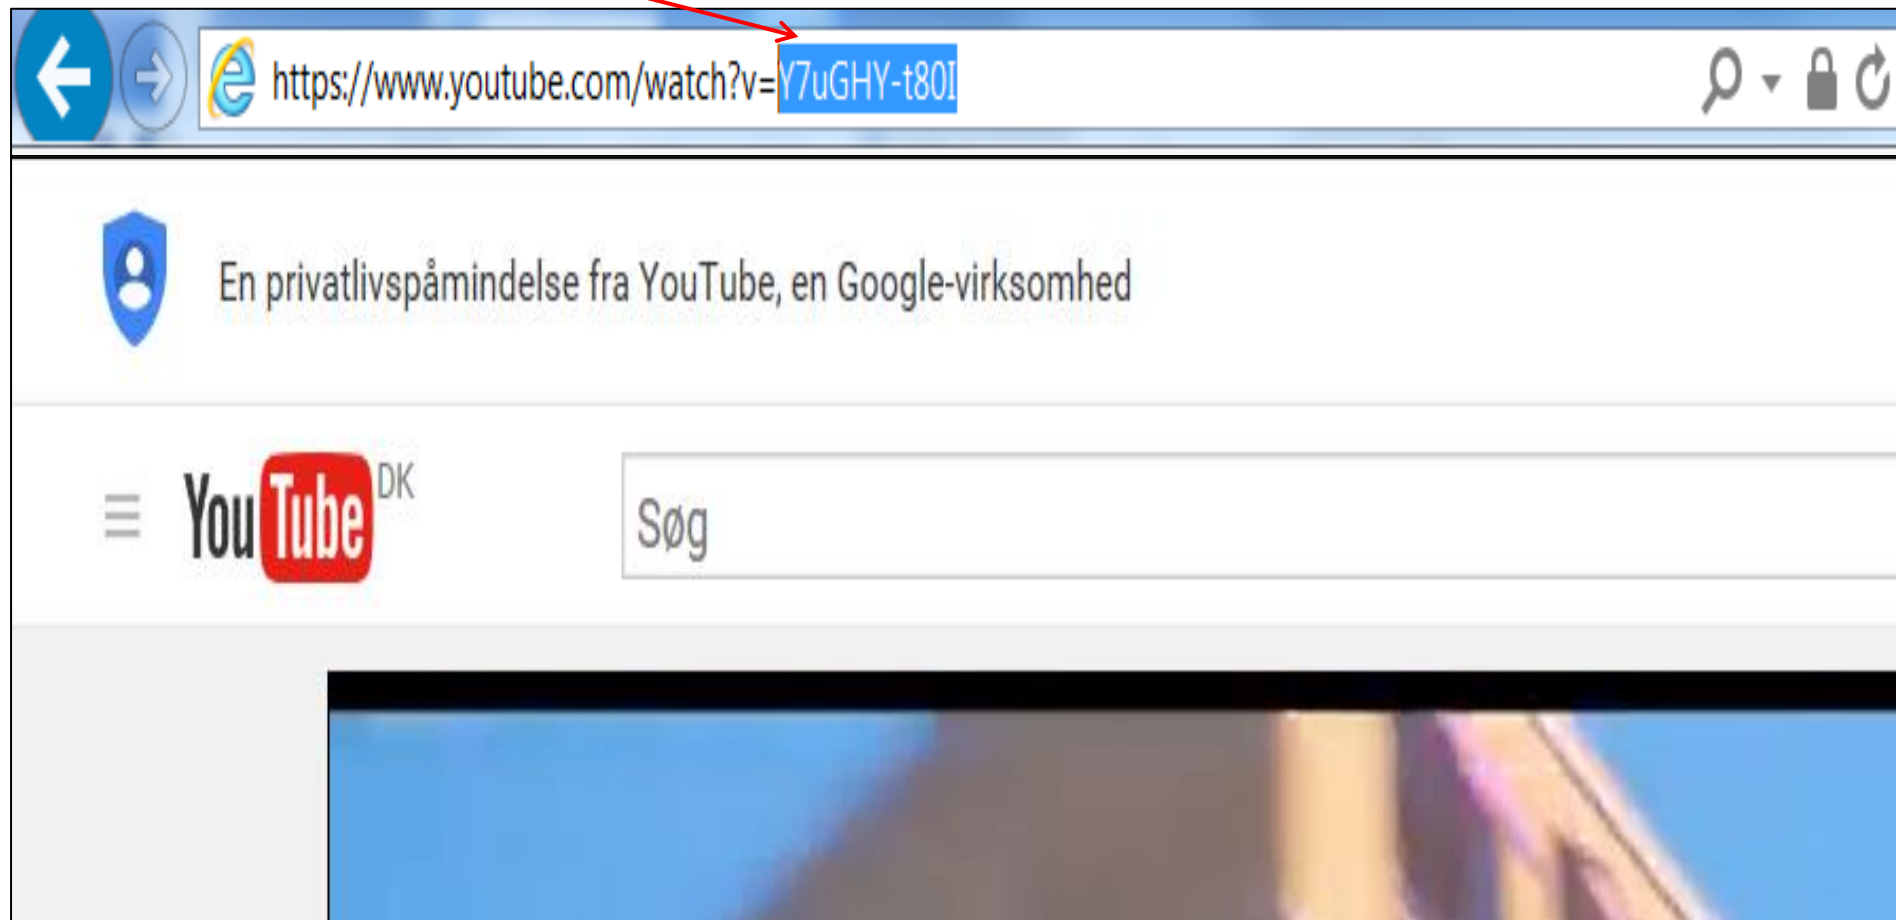 https://www.youtube.com/watch?v=Y7uGHY-t80I
En privatlivspåmindelse fra YouTube, en Google-virksomhed
YouTube DK
Søg